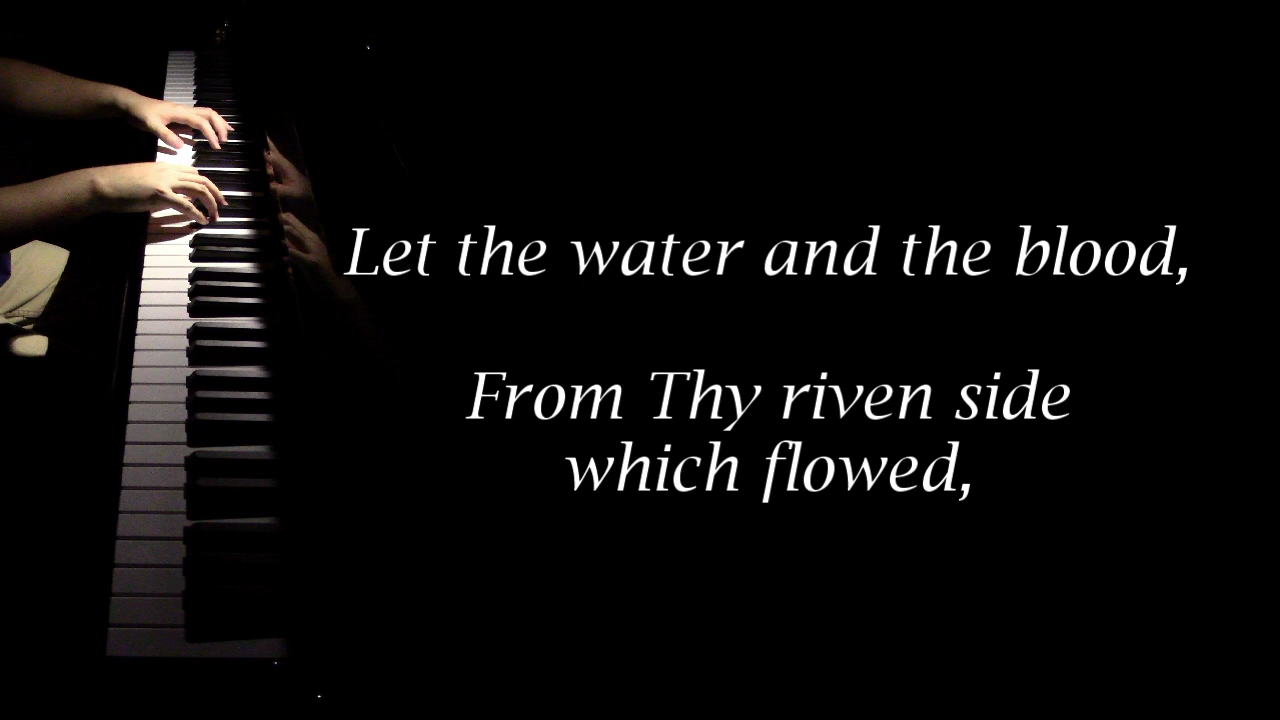 Let the water and the blood,
From Thy riven side
which flowed,